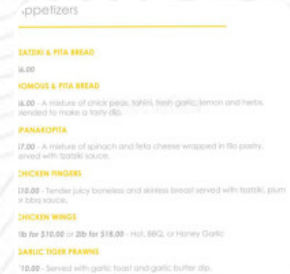 Appetizers
ZATZIKI & PITA BREAD
$6.00
HOMOUS & PITA BREAD
$6.00 - A mixture of chick peas, tahini, fresh garlic, lemon and herbs,
blended to make a tasty dip.
SPANAKOPITA
$7.00 - A mixture of spinach and feta cheese wrapped in filo pastry,
served with tzatziki sauce.
CHICKEN FINGERS
$10.00 - Tender juicy boneless and skinless breast served with tzatziki, plum
or bbq sauce.
CHICKEN WINGS
1lb for $10.00 or 2lb for $18.00 - Hot, BBQ, or Honey Garlic
GARLIC TIGER PRAWNS
$10.00 - Served with garlic toast and garlic butter dip.